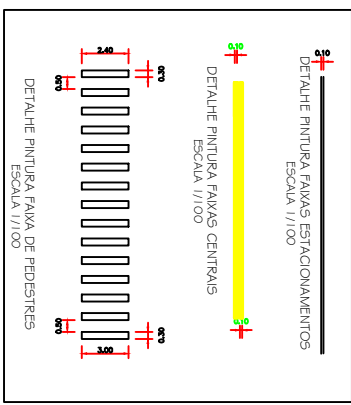 0.10
DETALHE PINTURA FAIXAS ESTACIONAMENTOS
ESCALA 1/100
0.10
0.10
DETALHE PINTURA FAIXAS CENTRAIS
ESCALA 1/100
2.40
0.30
0.50
0.50
0.30
3.00
DETALHE PINTURA FAIXA DE PEDESTRES
ESCALA 1/100